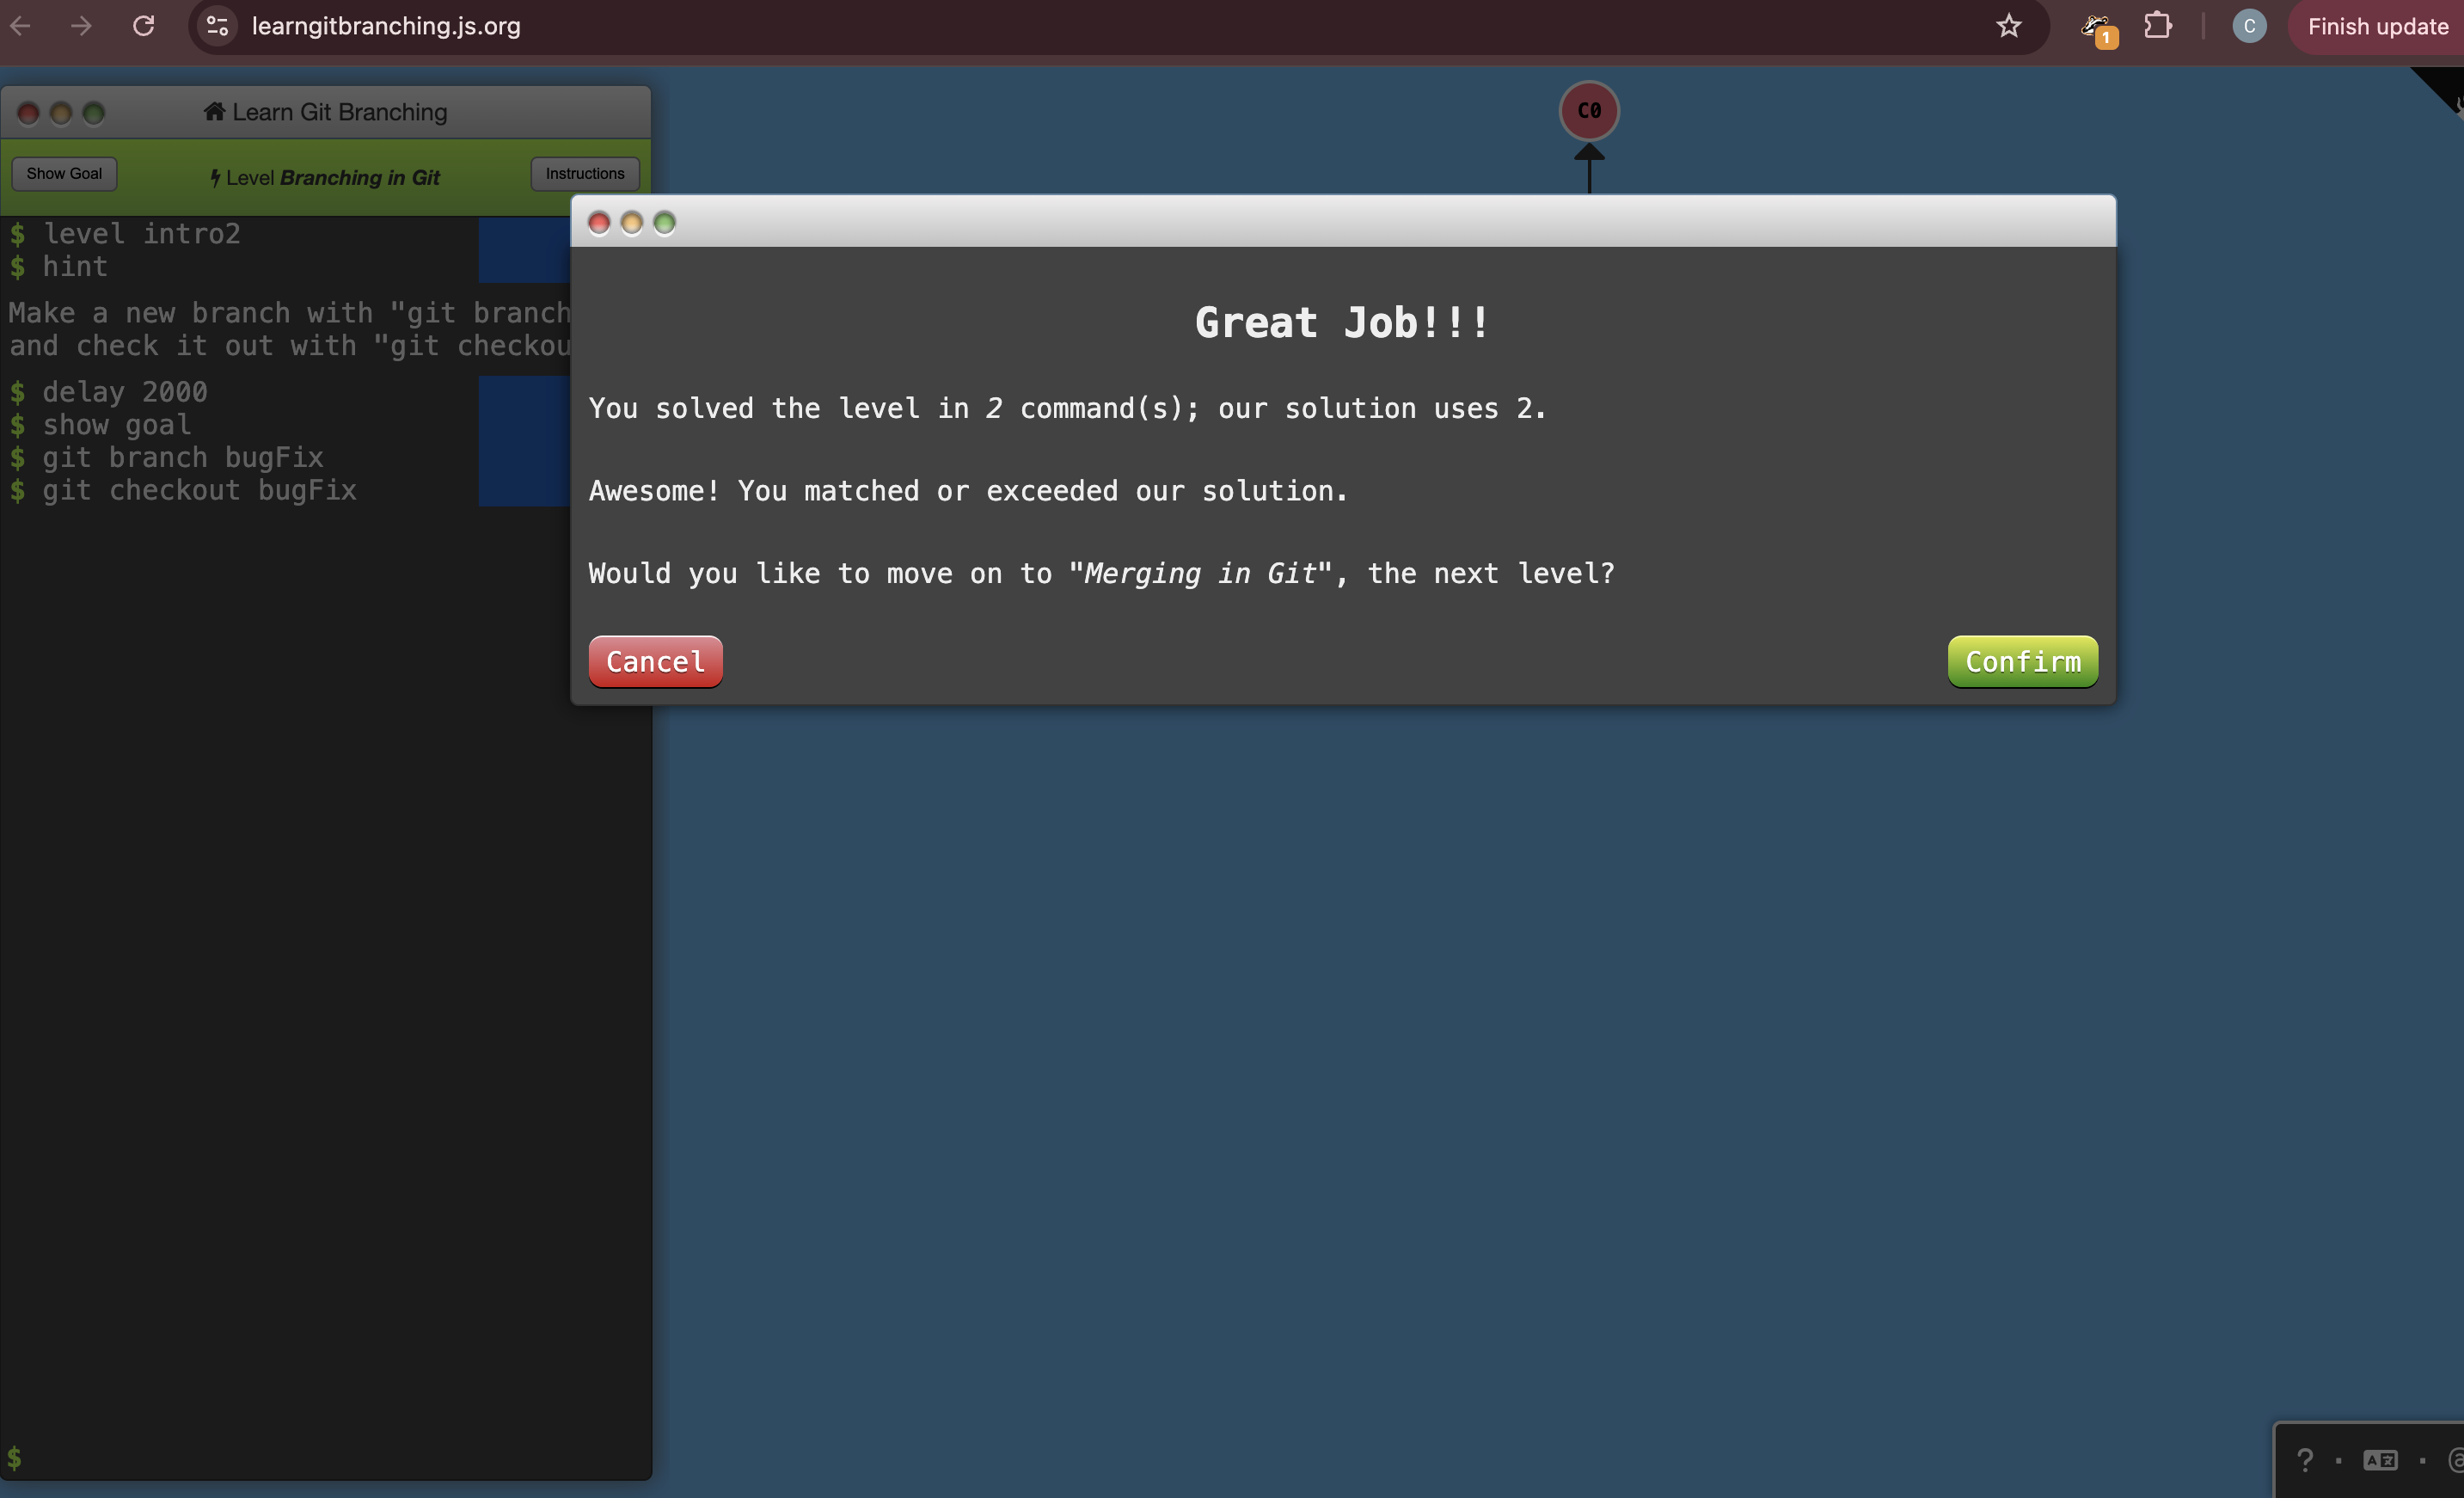 learngitbranching.js.org
1
C
Finish update
Learn Git Branching
Show Goal
Level Branching in Git
Instructions
C0
$ level intro2
$ hint
Make a new branch with "git branch
and check it out with "git checkou
$ delay 2000
$ show goal
$ git branch bugFix
$ git checkout bugFix
Great Job!!!
You solved the level in 2 command(s); our solution uses 2.
Awesome! You matched or exceeded our solution.
Would you like to move on to "Merging in Git", the next level?
Cancel
Confirm
$
?